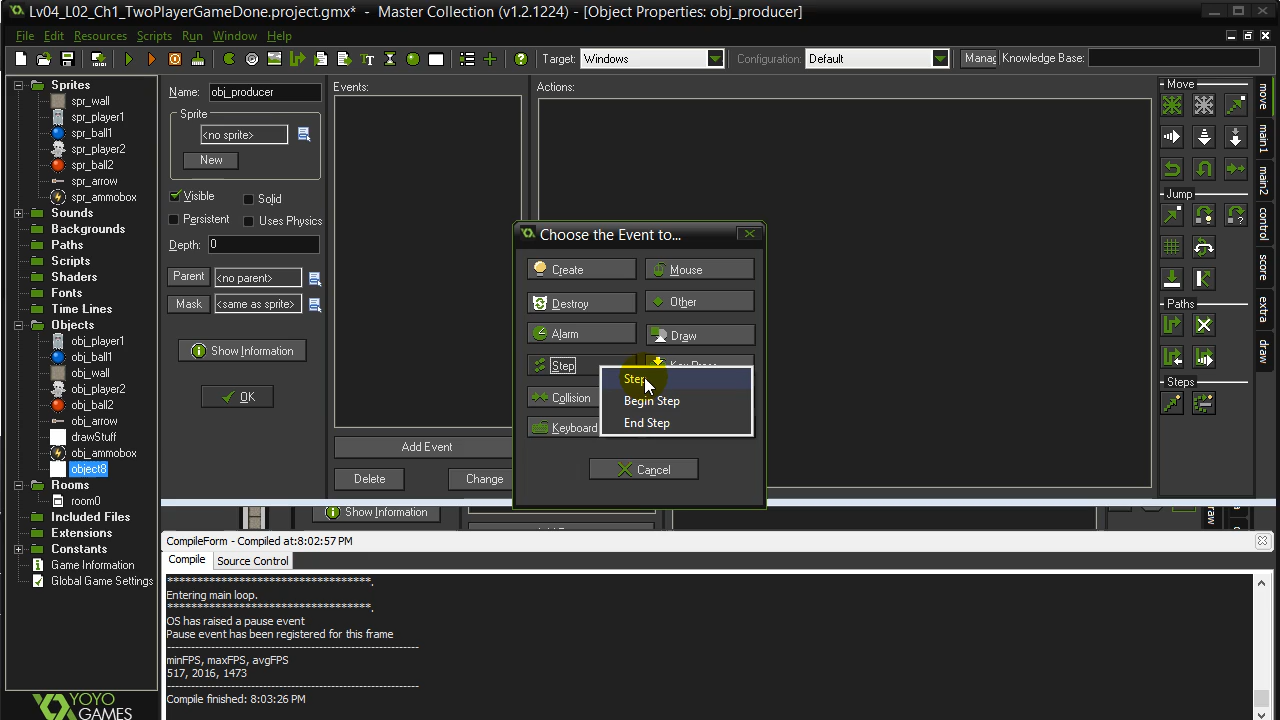 Lv04_L02_Ch1_TwoPlayerGameDone.project.gmx* - Master Collection (v1.2.1224) - [Object Properties: obj_producer]
File Edit Resources Scripts Run Window Help
Target: Windows Configuration: Default Manac Knowledge Base:
Sprites
spr_wall
spr_player1
spr_ball1
spr_player2
spr_ball2
spr_arrow
spr_ammobox
Sounds
Backgrounds
Paths
Scripts
Shaders
Fonts
Time Lines
Objects
obj_player1
obj_ball1
obj_wall
obj_player2
obj_ball2
obj_arrow
drawStuff
obj_ammobox
object8
Rooms
room0
Included Files
Extensions
Constants
Game Information
Global Game Settings
YOYO
GAMES
Name: obj_producer
Sprite
<no sprite>
New
Visible Solid
Persistent Uses Physics
Depth: 0
Parent <no parent>
Mask <same as sprite>
Show Information
OK
Events:
Add Event
Delete Change
Actions:
Choose the Event to...
Create Mouse
Destroy Other
Alarm Draw
Step
Collision
Keyboard
Step
Begin Step
End Step
Cancel
Move
Jump
Paths
Steps
move
main1
main2
control
score
extra
draw
Show Information
CompileForm - Compiled at:8:02:57 PM
Compile Source Control
***********************************.
Entering main loop.
***********************************.
OS has raised a pause event
Pause event has been registered for this frame
minFPS, maxFPS, avgFPS
517, 2016, 1473
Compile finished: 8:03:26 PM